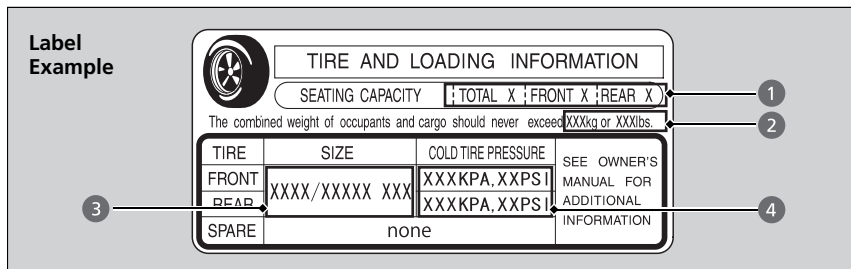 Label
Example
TIRE AND LOADING INFORMATION
SEATING CAPACITY TOTAL X FRONT X REAR X
1
The combined weight of occupants and cargo should never exceed XXXkg or XXXlbs.
2
TIRE SIZE COLD TIRE PRESSURE
SEE OWNER'S
MANUAL FOR
ADDITIONAL
INFORMATION
FRONT XXXX/XXXXX XXX XXXKPA,XXPSI
REAR XXXKPA,XXPSI
3
4
SPARE none